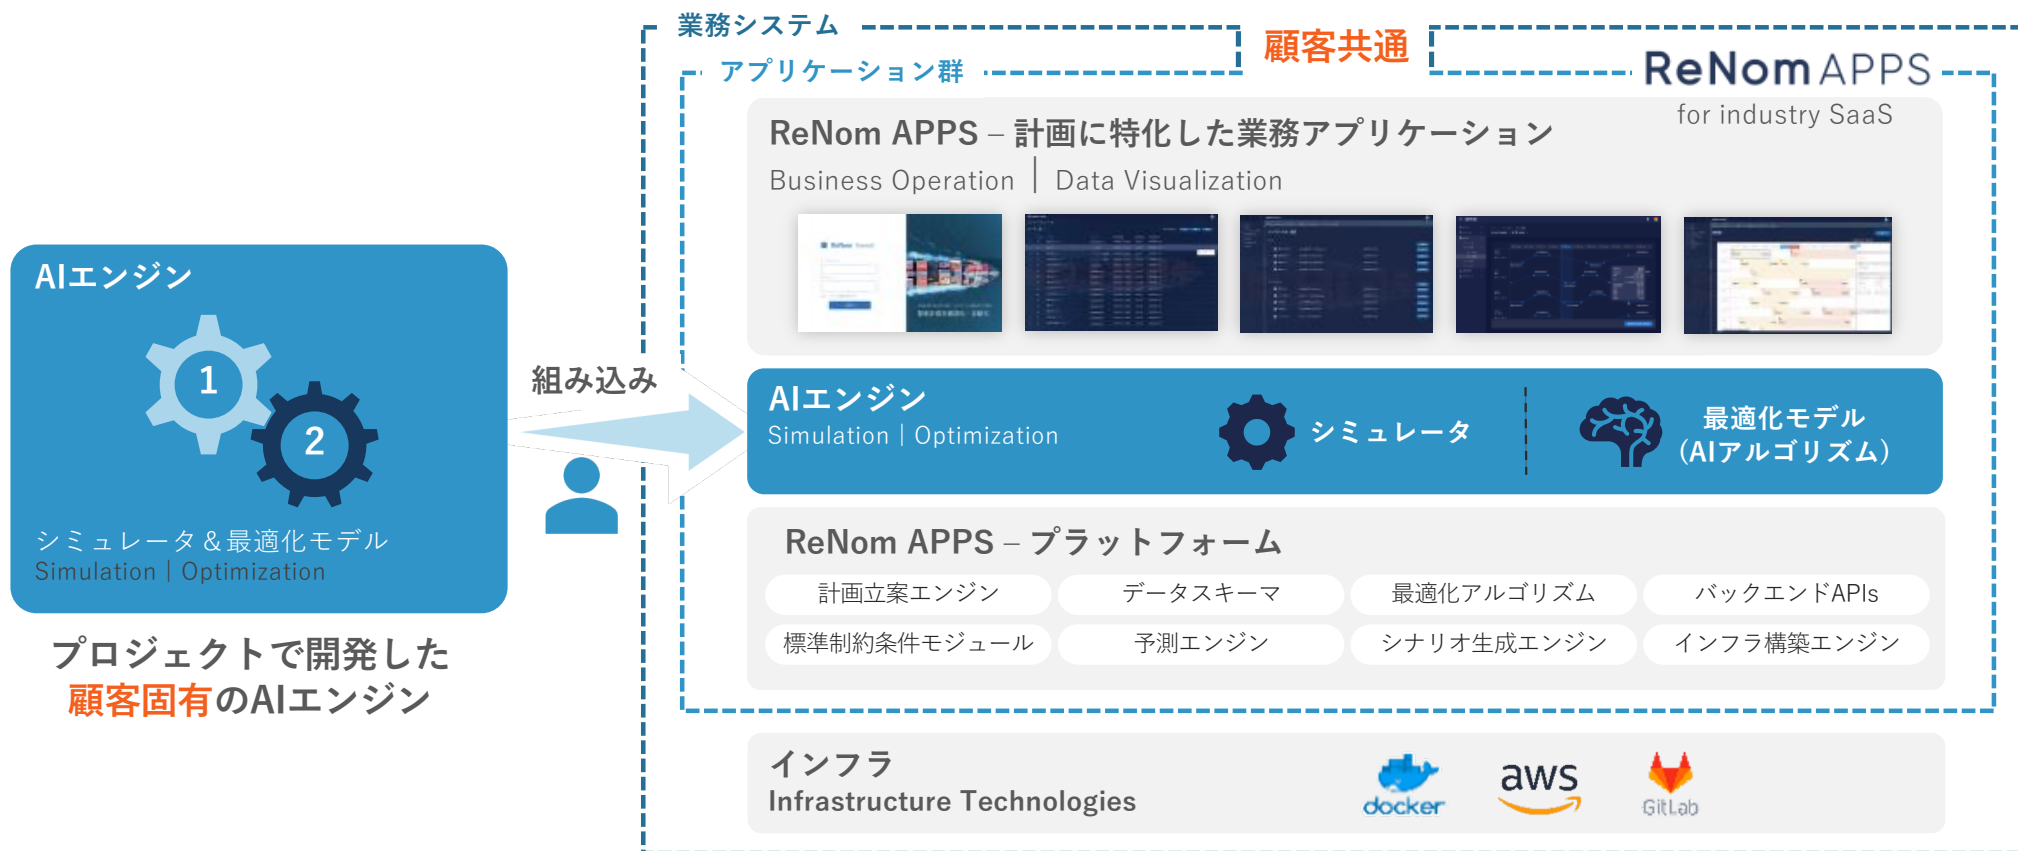 業務システム
顧客共通
アプリケーション群
ReNom APPS
for industry SaaS
ReNom APPS – 計画に特化した業務アプリケーション
Business Operation | Data Visualization
AIエンジン
1
2
シミュレータ＆最適化モデル
Simulation | Optimization
プロジェクトで開発した
顧客固有のAIエンジン
組み込み
AIエンジン
Simulation | Optimization
シミュレータ
最適化モデル
(AIアルゴリズム)
ReNom APPS – プラットフォーム
計画立案エンジン
データスキーマ
最適化アルゴリズム
バックエンドAPIs
標準制約条件モジュール
予測エンジン
シナリオ生成エンジン
インフラ構築エンジン
インフラ
Infrastructure Technologies
docker
aws
GitLab